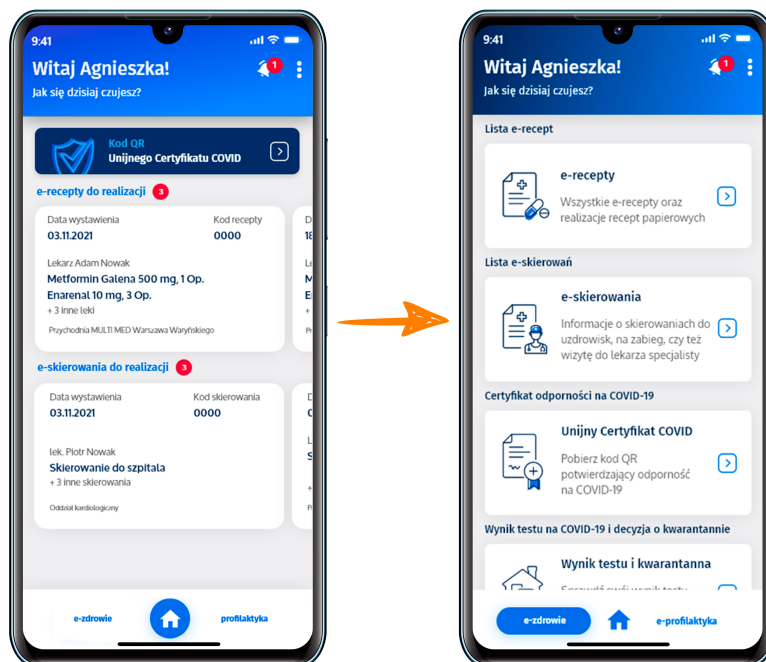 9:41
Witaj Agnieszka!
1
Jak się dzisiaj czujesz?
Kod QR
Unijnego Certyfikatu COVID
e-recepty do realizacji 3
Data wystawienia Kod recepty
03.11.2021 0000
Lekarz Adam Nowak
Metformin Galena 500 mg, 1 Op.
Enarenal 10 mg, 3 Op.
+ 3 inne leki
Przychodnia MULTI MED Warszawa Waryńskiego
e-skierowania do realizacji 3
Data wystawienia Kod skierowania
03.11.2021 0000
lek. Piotr Nowak
Skierowanie do szpitala
+ 3 inne skierowania
Oddział kardiologiczny
e-zdrowie profilaktyka
9:41
Witaj Agnieszka!
1
Jak się dzisiaj czujesz?
Lista e-recept
e-recepty
Wszystkie e-recepty oraz
realizacje recept papierowych
Lista e-skierowań
e-skierowania
Informacje o skierowaniach do
uzdrowisk, na zabieg, czy też
wizytę do lekarza specjalisty
Certyfikat odporności na COVID-19
Unijny Certyfikat COVID
Pobierz kod QR
potwierdzający odporność
na COVID-19
Wynik testu na COVID-19 i decyzja o kwarantannie
Wynik testu i kwarantanna
Sprawdź swój wynik testu
e-zdrowie e-profilaktyka